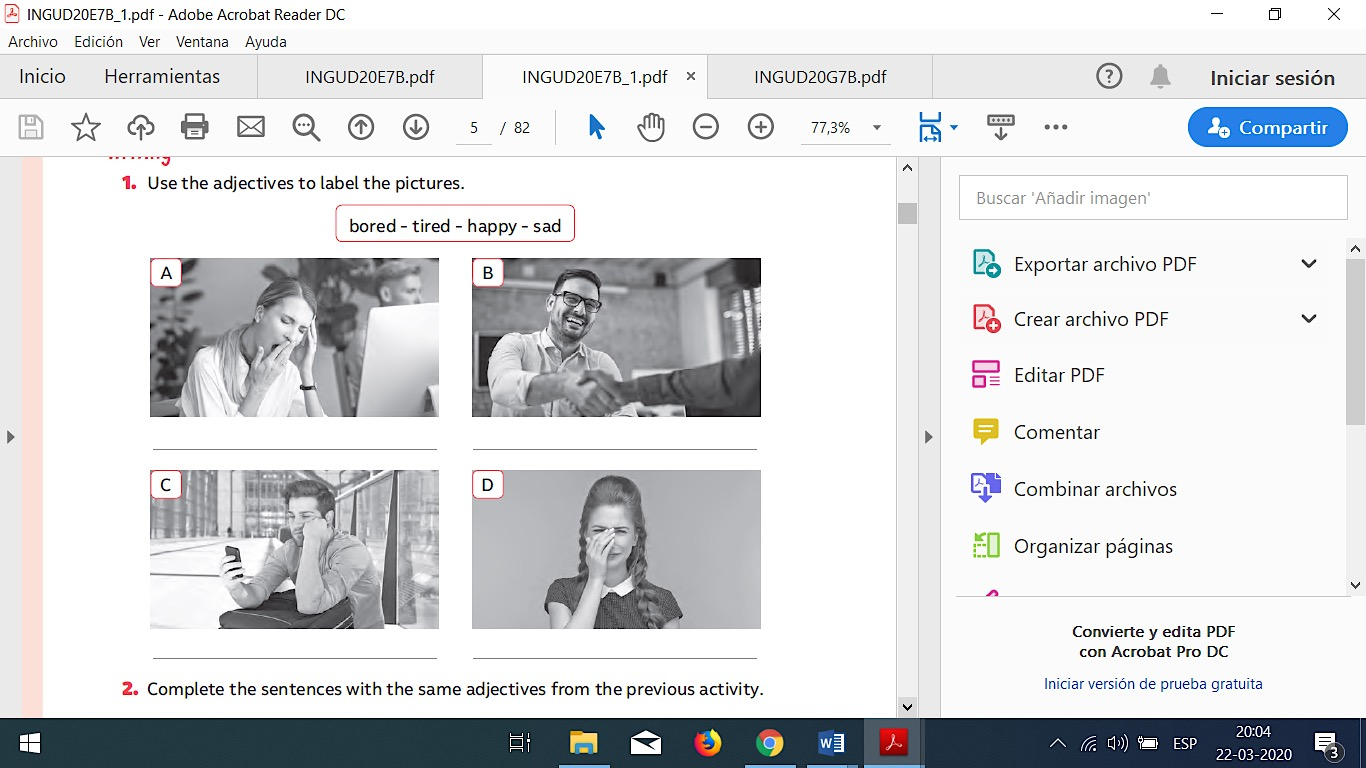 INGUD20E7B_1.pdf - Adobe Acrobat Reader DC
Archivo Edición Ver Ventana Ayuda
Inicio Herramientas INGUD20E7B.pdf INGUD20E7B_1.pdf × INGUD20G7B.pdf Iniciar sesión
5 / 82 77,3% Compartir
1. Use the adjectives to label the pictures.
bored - tired - happy - sad
A
B
C
D
2. Complete the sentences with the same adjectives from the previous activity.
Buscar 'Añadir imagen'
Exportar archivo PDF
Crear archivo PDF
Editar PDF
Comentar
Combinar archivos
Organizar páginas
Convierte y edita PDF
con Acrobat Pro DC
Iniciar versión de prueba gratuita
ESP
20:04
22-03-2020
3